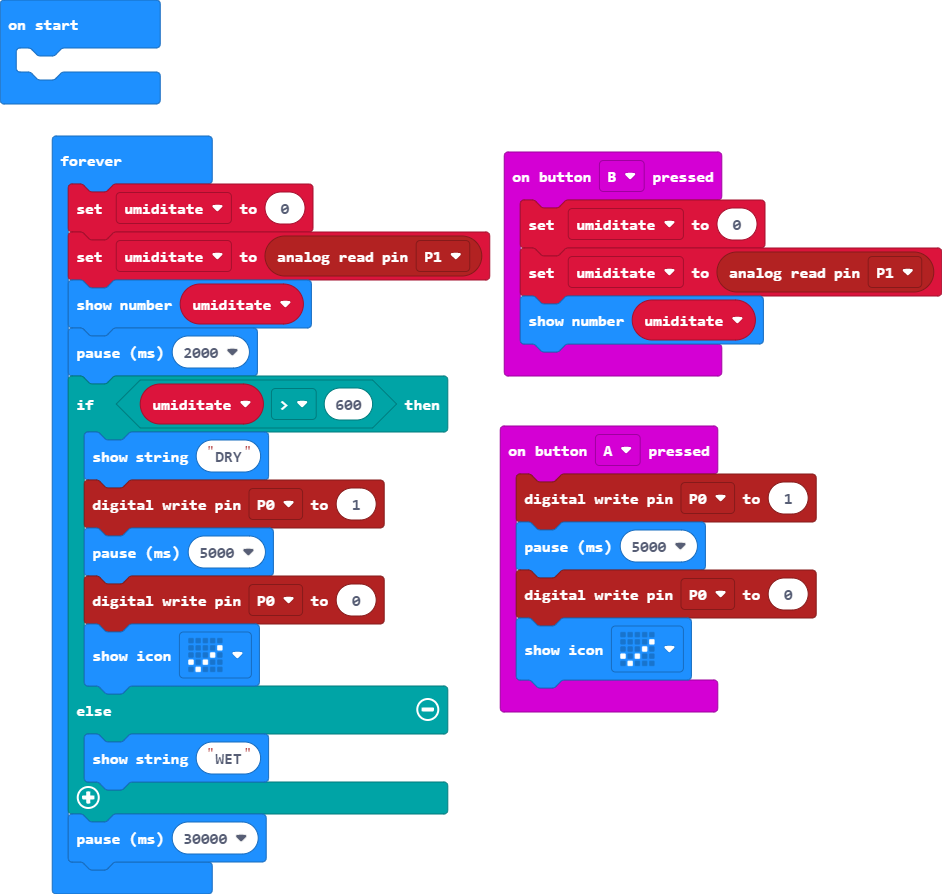 on start
forever
set umiditate to 0
set umiditate to analog read pin P1
show number umiditate
pause (ms) 2000
if umiditate > 600 then
show string "DRY"
digital write pin P0 to 1
pause (ms) 5000
digital write pin P0 to 0
show icon
else
show string "WET"
pause (ms) 30000
on button B pressed
set umiditate to 0
set umiditate to analog read pin P1
show number umiditate
on button A pressed
digital write pin P0 to 1
pause (ms) 5000
digital write pin P0 to 0
show icon